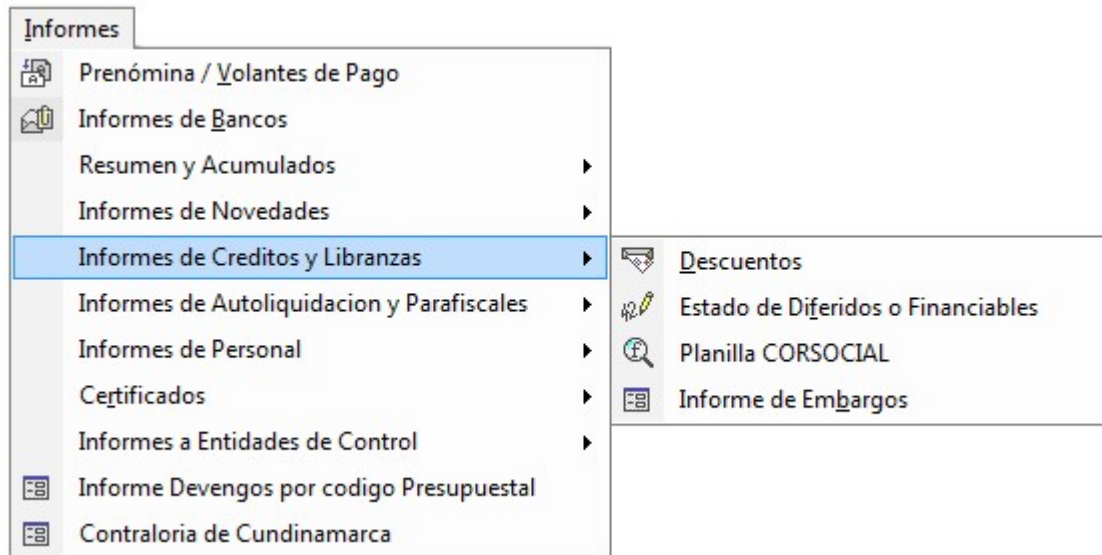 Informes
Prenómina / Volantes de Pago
Informes de Bancos
Resumen y Acumulados
Informes de Novedades
Informes de Creditos y Libranzas
Informes de Autoliquidacion y Parafiscales
Informes de Personal
Certificados
Informes a Entidades de Control
Informe Devengos por codigo Presupuestal
Contraloria de Cundinamarca
Descuentos
Estado de Diferidos o Financiables
Planilla CORSOCIAL
Informe de Embargos